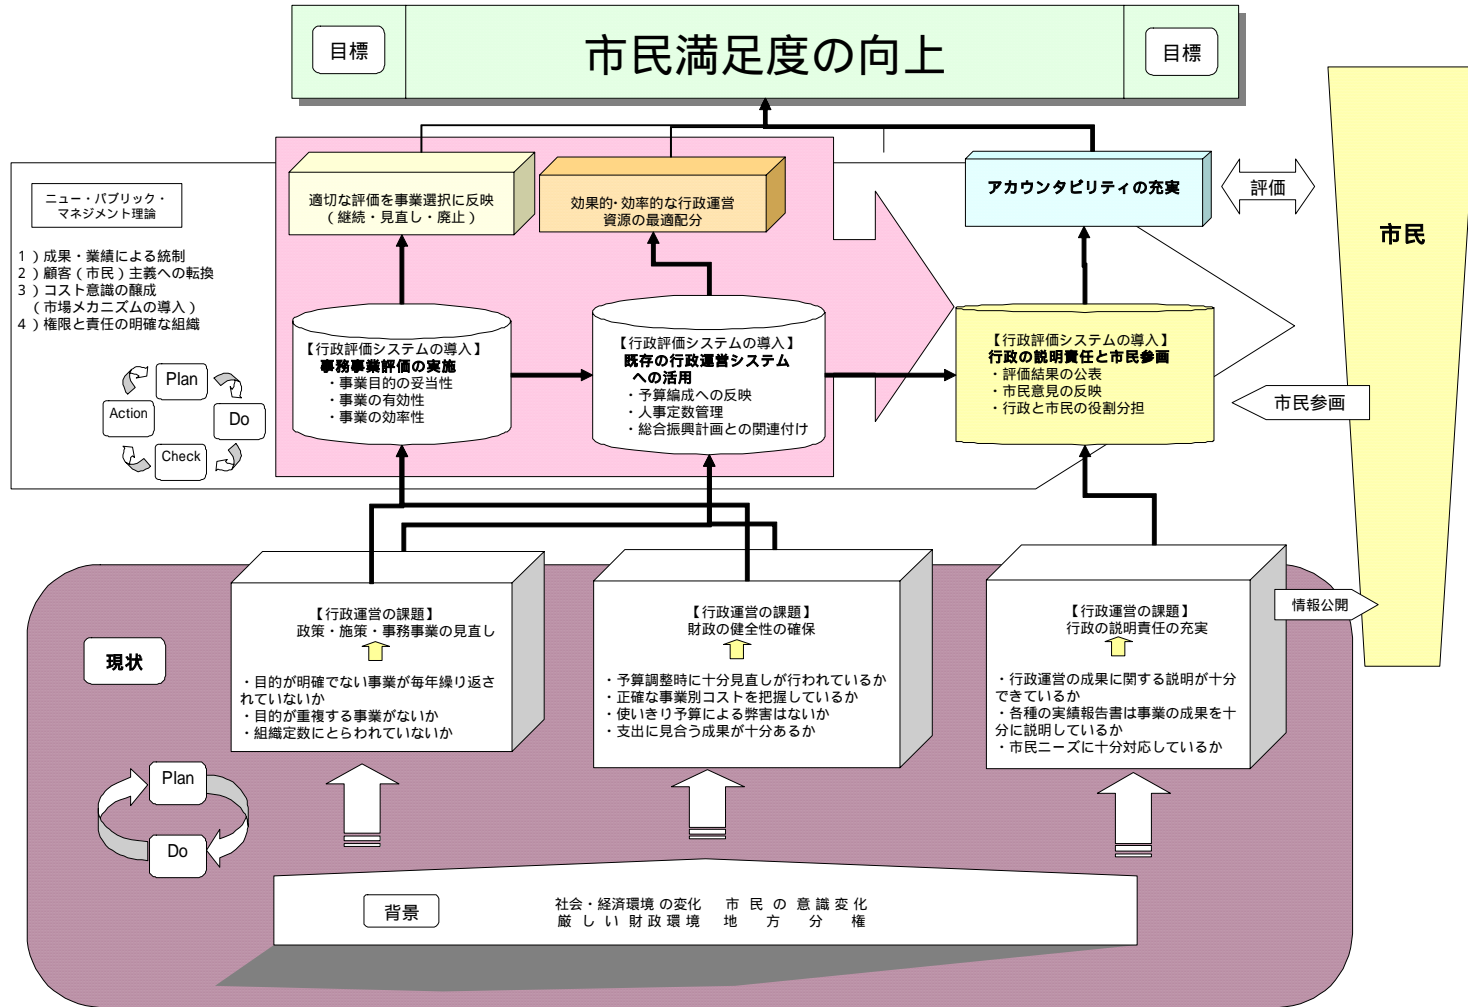 目標
市民満足度の向上
目標
ニュー・パブリック・
マネジメント理論
1)成果・業績による統制
2)顧客(市民)主義への転換
3)コスト意識の醸成
(市場メカニズムの導入)
4)権限と責任の明確な組織
Plan
Action
Do
Check
適切な評価を事業選択に反映
(継続・見直し・廃止)
効果的・効率的な行政運営
資源の最適配分
アカウンタビリティの充実
評価
市民
【行政評価システムの導入】
事務事業評価の実施
・事業目的の妥当性
・事業の有効性
・事業の効率性
【行政評価システムの導入】
既存の行政運営システム
への活用
・予算編成への反映
・人事定数管理
・総合振興計画との関連付け
【行政評価システムの導入】
行政の説明責任と市民参画
・評価結果の公表
・市民意見の反映
・行政と市民の役割分担
市民参画
現状
【行政運営の課題】
政策・施策・事務事業の見直し
・目的が明確でない事業が毎年繰り返さ
れていないか
・目的が重複する事業がないか
・組織定数にとらわれていないか
【行政運営の課題】
財政の健全性の確保
・予算調整時に十分見直しが行われているか
・正確な事業別コストを把握しているか
・使いきり予算による弊害はないか
・支出に見合う成果が十分あるか
【行政運営の課題】
行政の説明責任の充実
・行政運営の成果に関する説明が十分
できているか
・各種の実績報告書は事業の成果を十
分に説明しているか
・市民ニーズに十分対応しているか
情報公開
Plan
Do
背景
社会・経済環境の変化 市民の意識変化
厳しい財政環境 地方分権